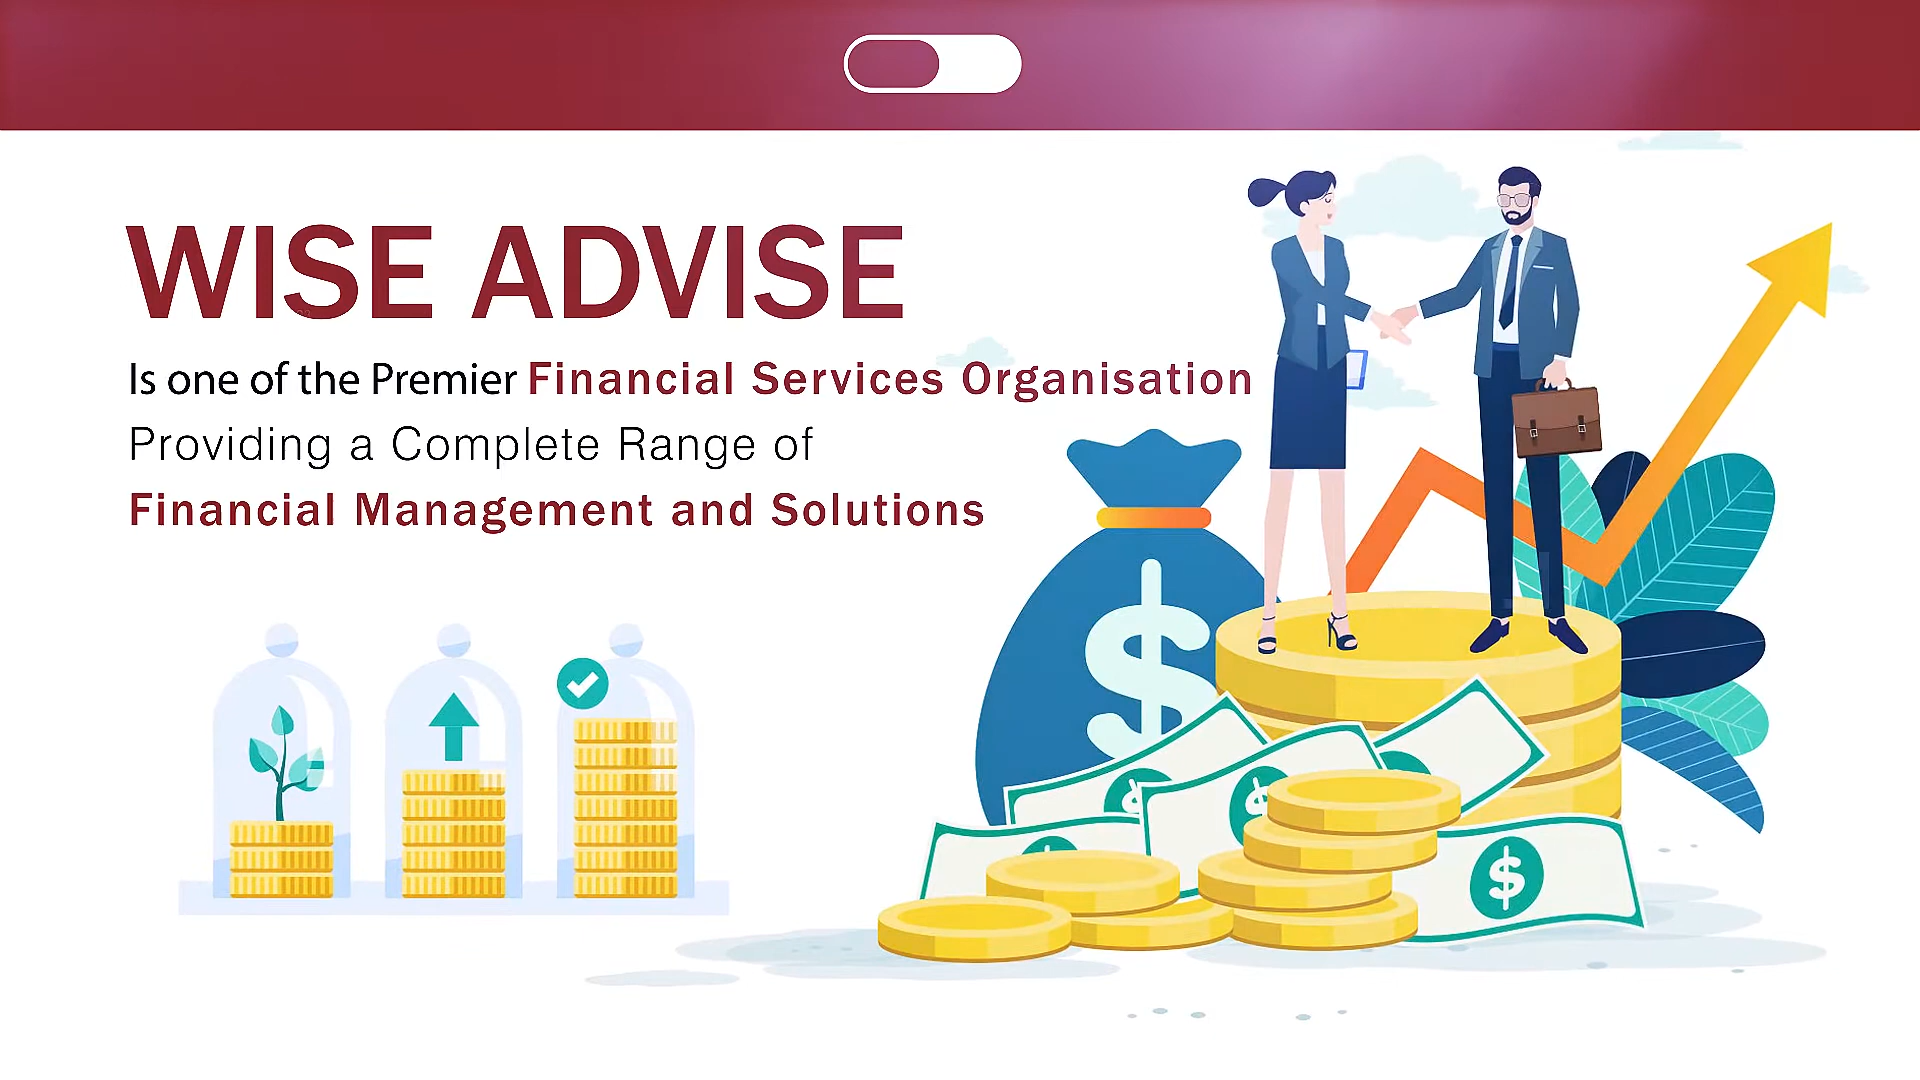 WISE ADVISE
Is one of the Premier Financial Services Organisation
Providing a Complete Range of
Financial Management and Solutions
$
$
$
$